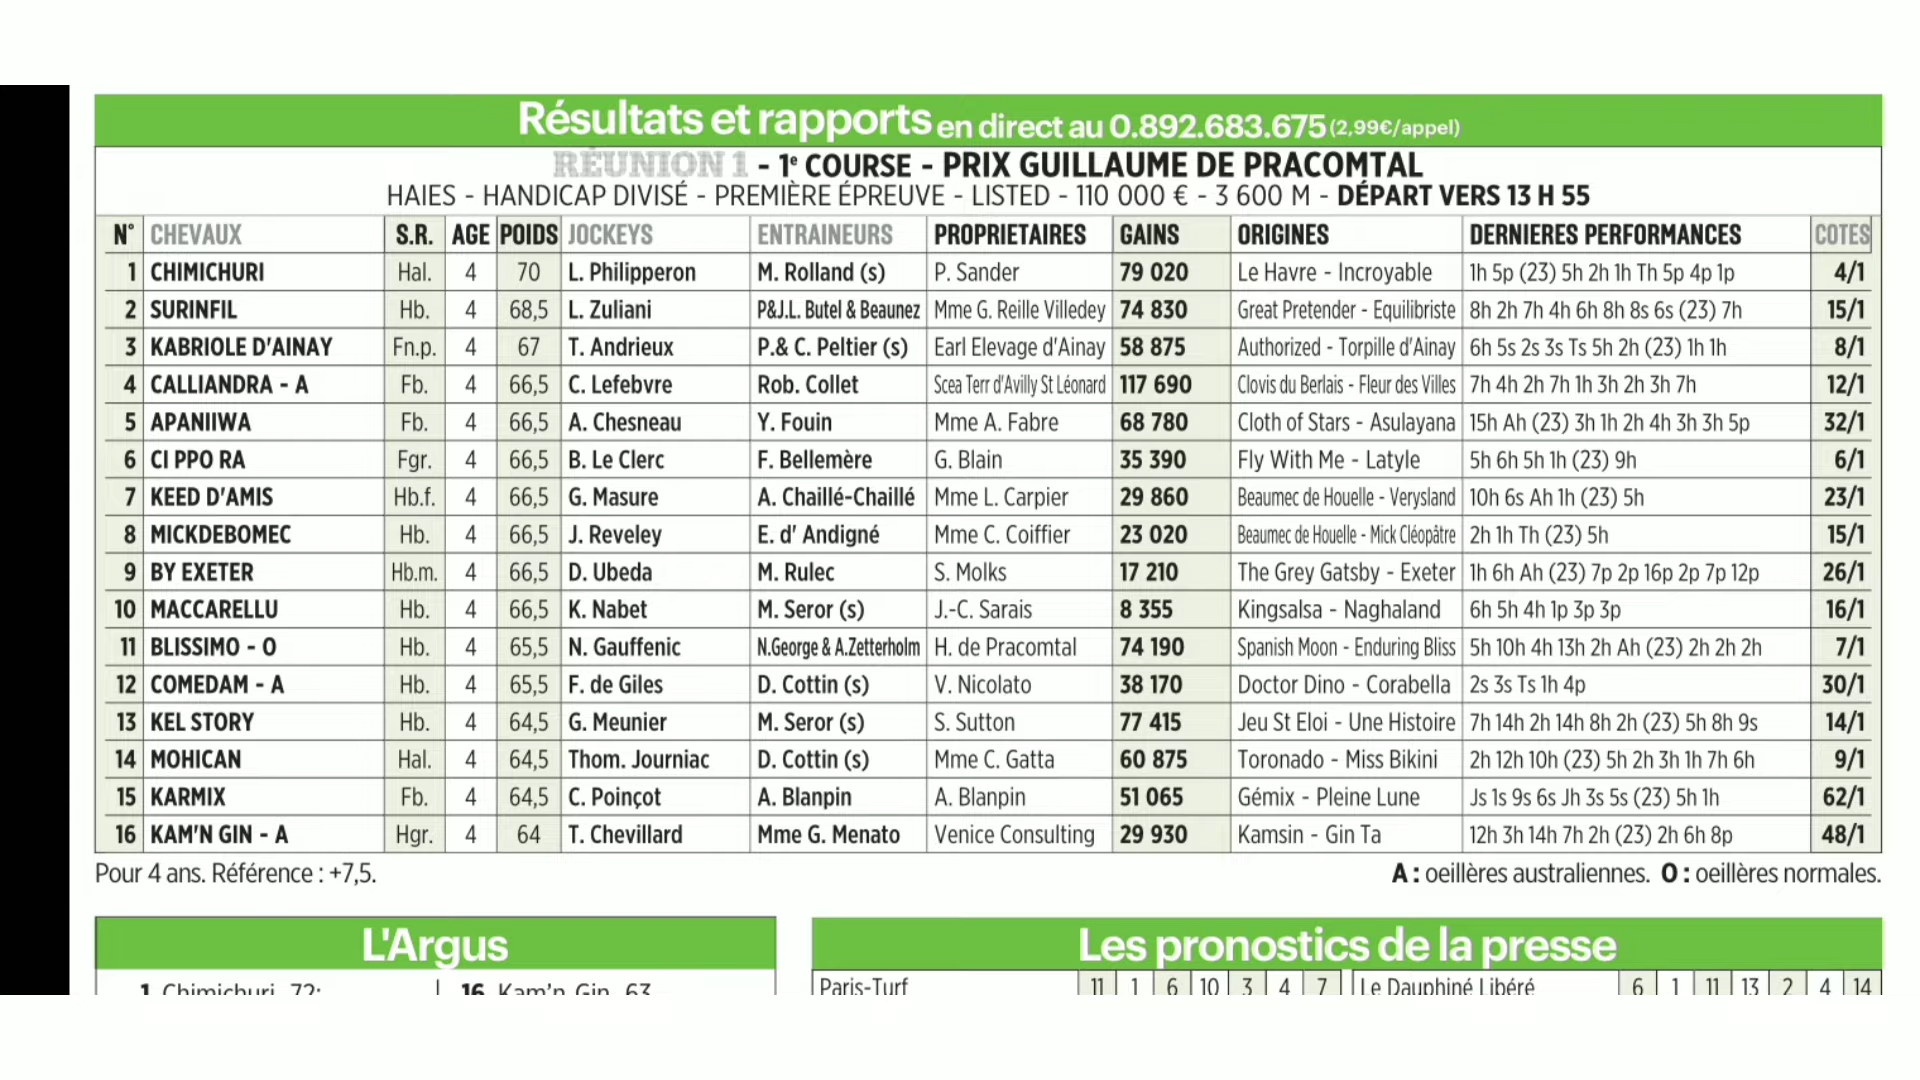 Résultats et rapports en direct au 0.892.683.675 (2,99€/appel)
RÉUNION 1 - 1e COURSE - PRIX GUILLAUME DE PRACOMTAL
HAIES - HANDICAP DIVISÉ - PREMIÈRE ÉPREUVE - LISTED - 110 000 € - 3 600 M - DÉPART VERS 13 H 55
N° CHEVAUX S.R. AGE POIDS JOCKEYS ENTRAINEURS PROPRIETAIRES GAINS ORIGINES DERNIERES PERFORMANCES COTES
1 CHIMICHURI Hal. 4 70 L. Philipperon M. Rolland (s) P. Sander 79 020 Le Havre - Incroyable 1h 5p (23) 5h 2h 1h Th 5p 4p 1p 4/1
2 SURINFIL Hb. 4 68,5 L. Zuliani P&J.L. Butel & Beaunez Mme G. Reille Villedey 74 830 Great Pretender - Equilibriste 8h 2h 7h 4h 6h 8h 8s 6s (23) 7h 15/1
3 KABRIOLE D'AINAY Fn.p. 4 67 T. Andrieux P.& C. Peltier (s) Earl Elevage d'Ainay 58 875 Authorized - Torpille d'Ainay 6h 5s 2s 3s Ts 5h 2h (23) 1h 1h 8/1
4 CALLIANDRA - A Fb. 4 66,5 C. Lefebvre Rob. Collet Scea Terr d'Avilly St Léonard 117 690 Clovis du Berlais - Fleur des Villes 7h 4h 2h 7h 1h 3h 2h 3h 7h 12/1
5 APANIIWA Fb. 4 66,5 A. Chesneau Y. Fouin Mme A. Fabre 68 780 Cloth of Stars - Asulayana 15h Ah (23) 3h 1h 2h 4h 3h 3h 5p 32/1
6 CI PPO RA Fgr. 4 66,5 B. Le Clerc F. Bellemère G. Blain 35 390 Fly With Me - Latyle 5h 6h 5h 1h (23) 9h 6/1
7 KEED D'AMIS Hb.f. 4 66,5 G. Masure A. Chaillé-Chaillé Mme L. Carpier 29 860 Beaumec de Houelle - Verysland 10h 6s Ah 1h (23) 5h 23/1
8 MICKDEBOMEC Hb. 4 66,5 J. Reveley E. d' Andigné Mme C. Coiffier 23 020 Beaumec de Houelle - Mick Cléopâtre 2h 1h Th (23) 5h 15/1
9 BY EXETER Hb.m. 4 66,5 D. Ubeda M. Rulec S. Molks 17 210 The Grey Gatsby - Exeter 1h 6h Ah (23) 7p 2p 16p 2p 7p 12p 26/1
10 MACCARELLU Hb. 4 66,5 K. Nabet M. Seror (s) J.-C. Sarais 8 355 Kingsalsa - Naghaland 6h 5h 4h 1p 3p 3p 16/1
11 BLISSIMO - O Hb. 4 65,5 N. Gauffenic N.George & A.Zetterholm H. de Pracomtal 74 190 Spanish Moon - Enduring Bliss 5h 10h 4h 13h 2h Ah (23) 2h 2h 2h 7/1
12 COMEDAM - A Hb. 4 65,5 F. de Giles D. Cottin (s) V. Nicolato 38 170 Doctor Dino - Corabella 2s 3s Ts 1h 4p 30/1
13 KEL STORY Hb. 4 64,5 G. Meunier M. Seror (s) S. Sutton 77 415 Jeu St Eloi - Une Histoire 7h 14h 2h 14h 8h 2h (23) 5h 8h 9s 14/1
14 MOHICAN Hal. 4 64,5 Thom. Journiac D. Cottin (s) Mme C. Gatta 60 875 Toronado - Miss Bikini 2h 12h 10h (23) 5h 2h 3h 1h 7h 6h 9/1
15 KARMIX Fb. 4 64,5 C. Poinçot A. Blanpin A. Blanpin 51 065 Gémix - Pleine Lune Js 1s 9s 6s Jh 3s 5s (23) 5h 1h 62/1
16 KAM'N GIN - A Hgr. 4 64 T. Chevillard Mme G. Menato Venice Consulting 29 930 Kamsin - Gin Ta 12h 3h 14h 7h 2h (23) 2h 6h 8p 48/1
Pour 4 ans. Référence : +7,5. A : oeillères australiennes. O : oeillères normales.
L'Argus
1 Chimichuri, 72;
16 Kam'n Gin, 63
Les pronostics de la presse
Paris-Turf 11 1 6 10 3 4 7
Le Dauphiné Libéré 6 1 11 13 2 4 14